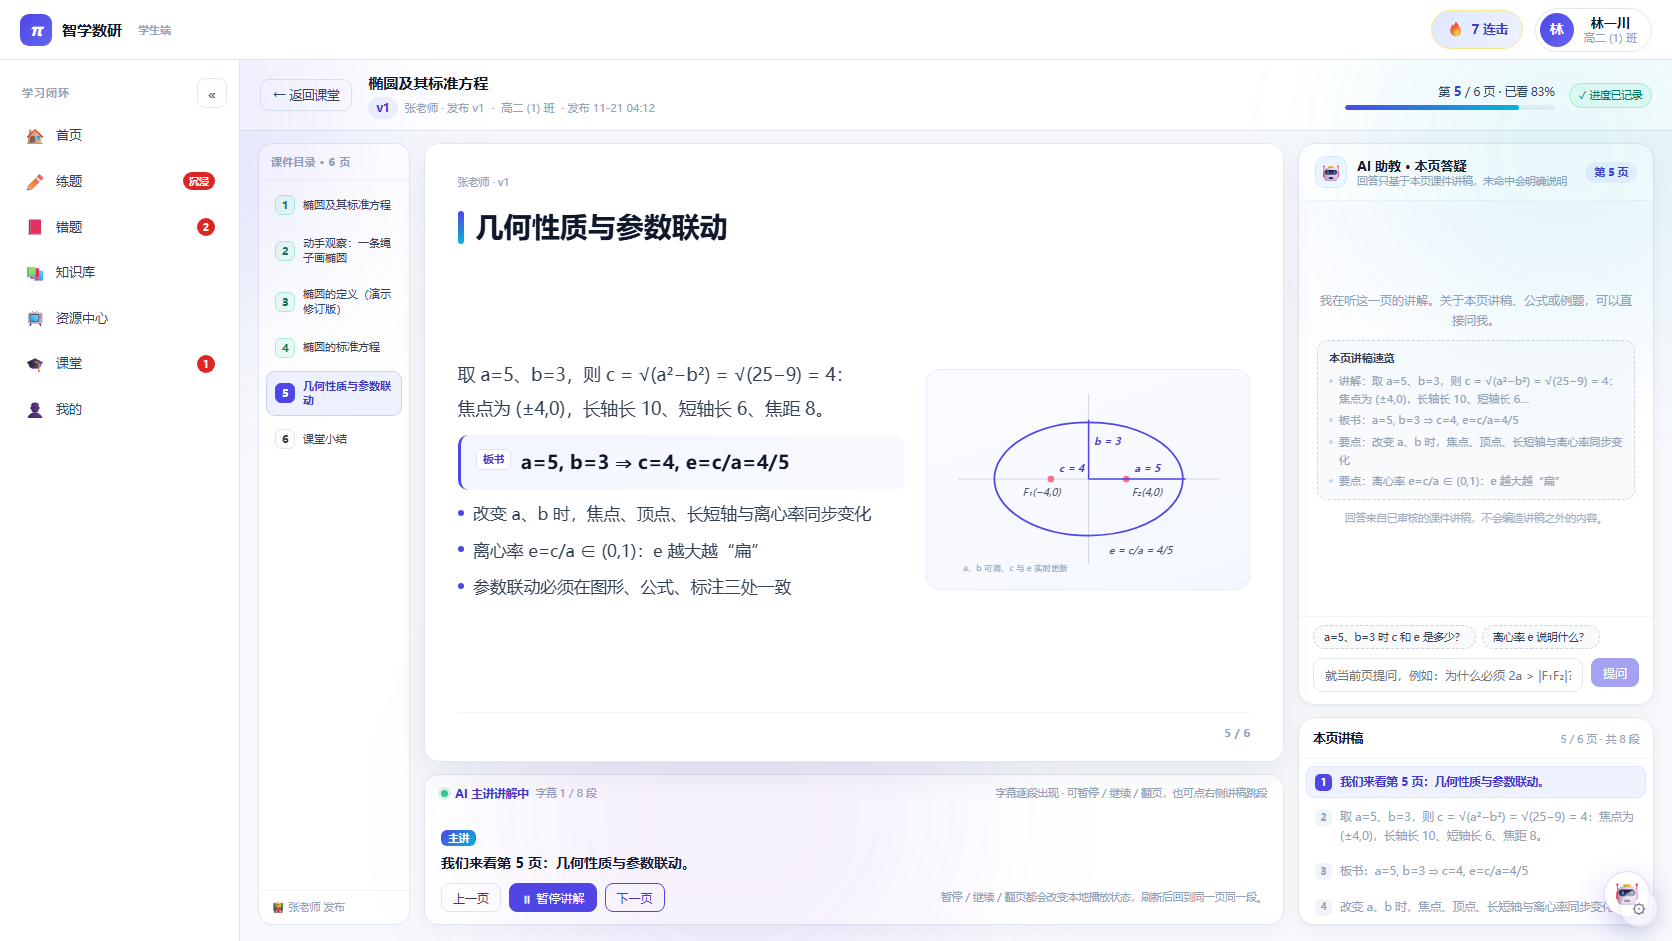 π 智学数研 学生端
7 连击
林 林一川
高二 (1) 班
学习闭环 «
首页
练题 沉浸
错题 2
知识库
资源中心
课堂 1
我的
← 返回课堂
椭圆及其标准方程
v1 张老师 · 发布 v1 · 高二 (1) 班 · 发布 11-21 04:12
第 5 / 6 页 · 已看 83%
✓ 进度已记录
课件目录 • 6 页
1 椭圆及其标准方程
2 动手观察：一条绳
子画椭圆
3 椭圆的定义（演示
修订版）
4 椭圆的标准方程
5 几何性质与参数联
动
6 课堂小结
张老师 发布
张老师 · v1
几何性质与参数联动
取 a=5、b=3，则 c = √(a²−b²) = √(25−9) = 4：
焦点为 (±4,0)，长轴长 10、短轴长 6、焦距 8。
板书 a=5, b=3 ⇒ c=4, e=c/a=4/5
• 改变 a、b 时，焦点、顶点、长短轴与离心率同步变化
• 离心率 e=c/a ∈ (0,1)：e 越大越“扁”
• 参数联动必须在图形、公式、标注三处一致
b = 3
c = 4
a = 5
F₁(−4,0)
F₂(4,0)
e = c/a = 4/5
a、b 可调，c 与 e 实时更新
5 / 6
AI 主讲讲解中 字幕 1 / 8 段
字幕逐段出现 · 可暂停 / 继续 / 翻页，也可点右侧讲稿跳段
主讲
我们来看第 5 页：几何性质与参数联动。
上一页
⏸ 暂停讲解
下一页
暂停 / 继续 / 翻页都会改变本地播放状态，刷新后回到同一页同一段。
AI 助教 • 本页答疑
回答只基于本页课件讲稿，未命中会明确说明
第 5 页
我在听这一页的讲解。关于本页讲稿、公式或例题，可以直
接问我。
本页讲稿速览
• 讲解：取 a=5、b=3，则 c = √(a²−b²) = √(25−9) = 4：
焦点为 (±4,0)，长轴长 10、短轴长 6...
• 板书：a=5, b=3 ⇒ c=4, e=c/a=4/5
• 要点：改变 a、b 时，焦点、顶点、长短轴与离心率同步变
化
• 要点：离心率 e=c/a ∈ (0,1)：e 越大越“扁”
回答来自已审核的课件讲稿，不会编造讲稿之外的内容。
a=5、b=3 时 c 和 e 是多少？
离心率 e 说明什么？
就当前页提问，例如：为什么必须 2a > |F₁F₂|?
提问
本页讲稿
5 / 6 页 · 共 8 段
1 我们来看第 5 页：几何性质与参数联动。
2 取 a=5、b=3，则 c = √(a²−b²) = √(25−9) = 4：焦点为
(±4,0)，长轴长 10、短轴长 6、焦距 8。
3 板书：a=5, b=3 ⇒ c=4, e=c/a=4/5
4 改变 a、b 时，焦点、顶点、长短轴与离心率同步变化